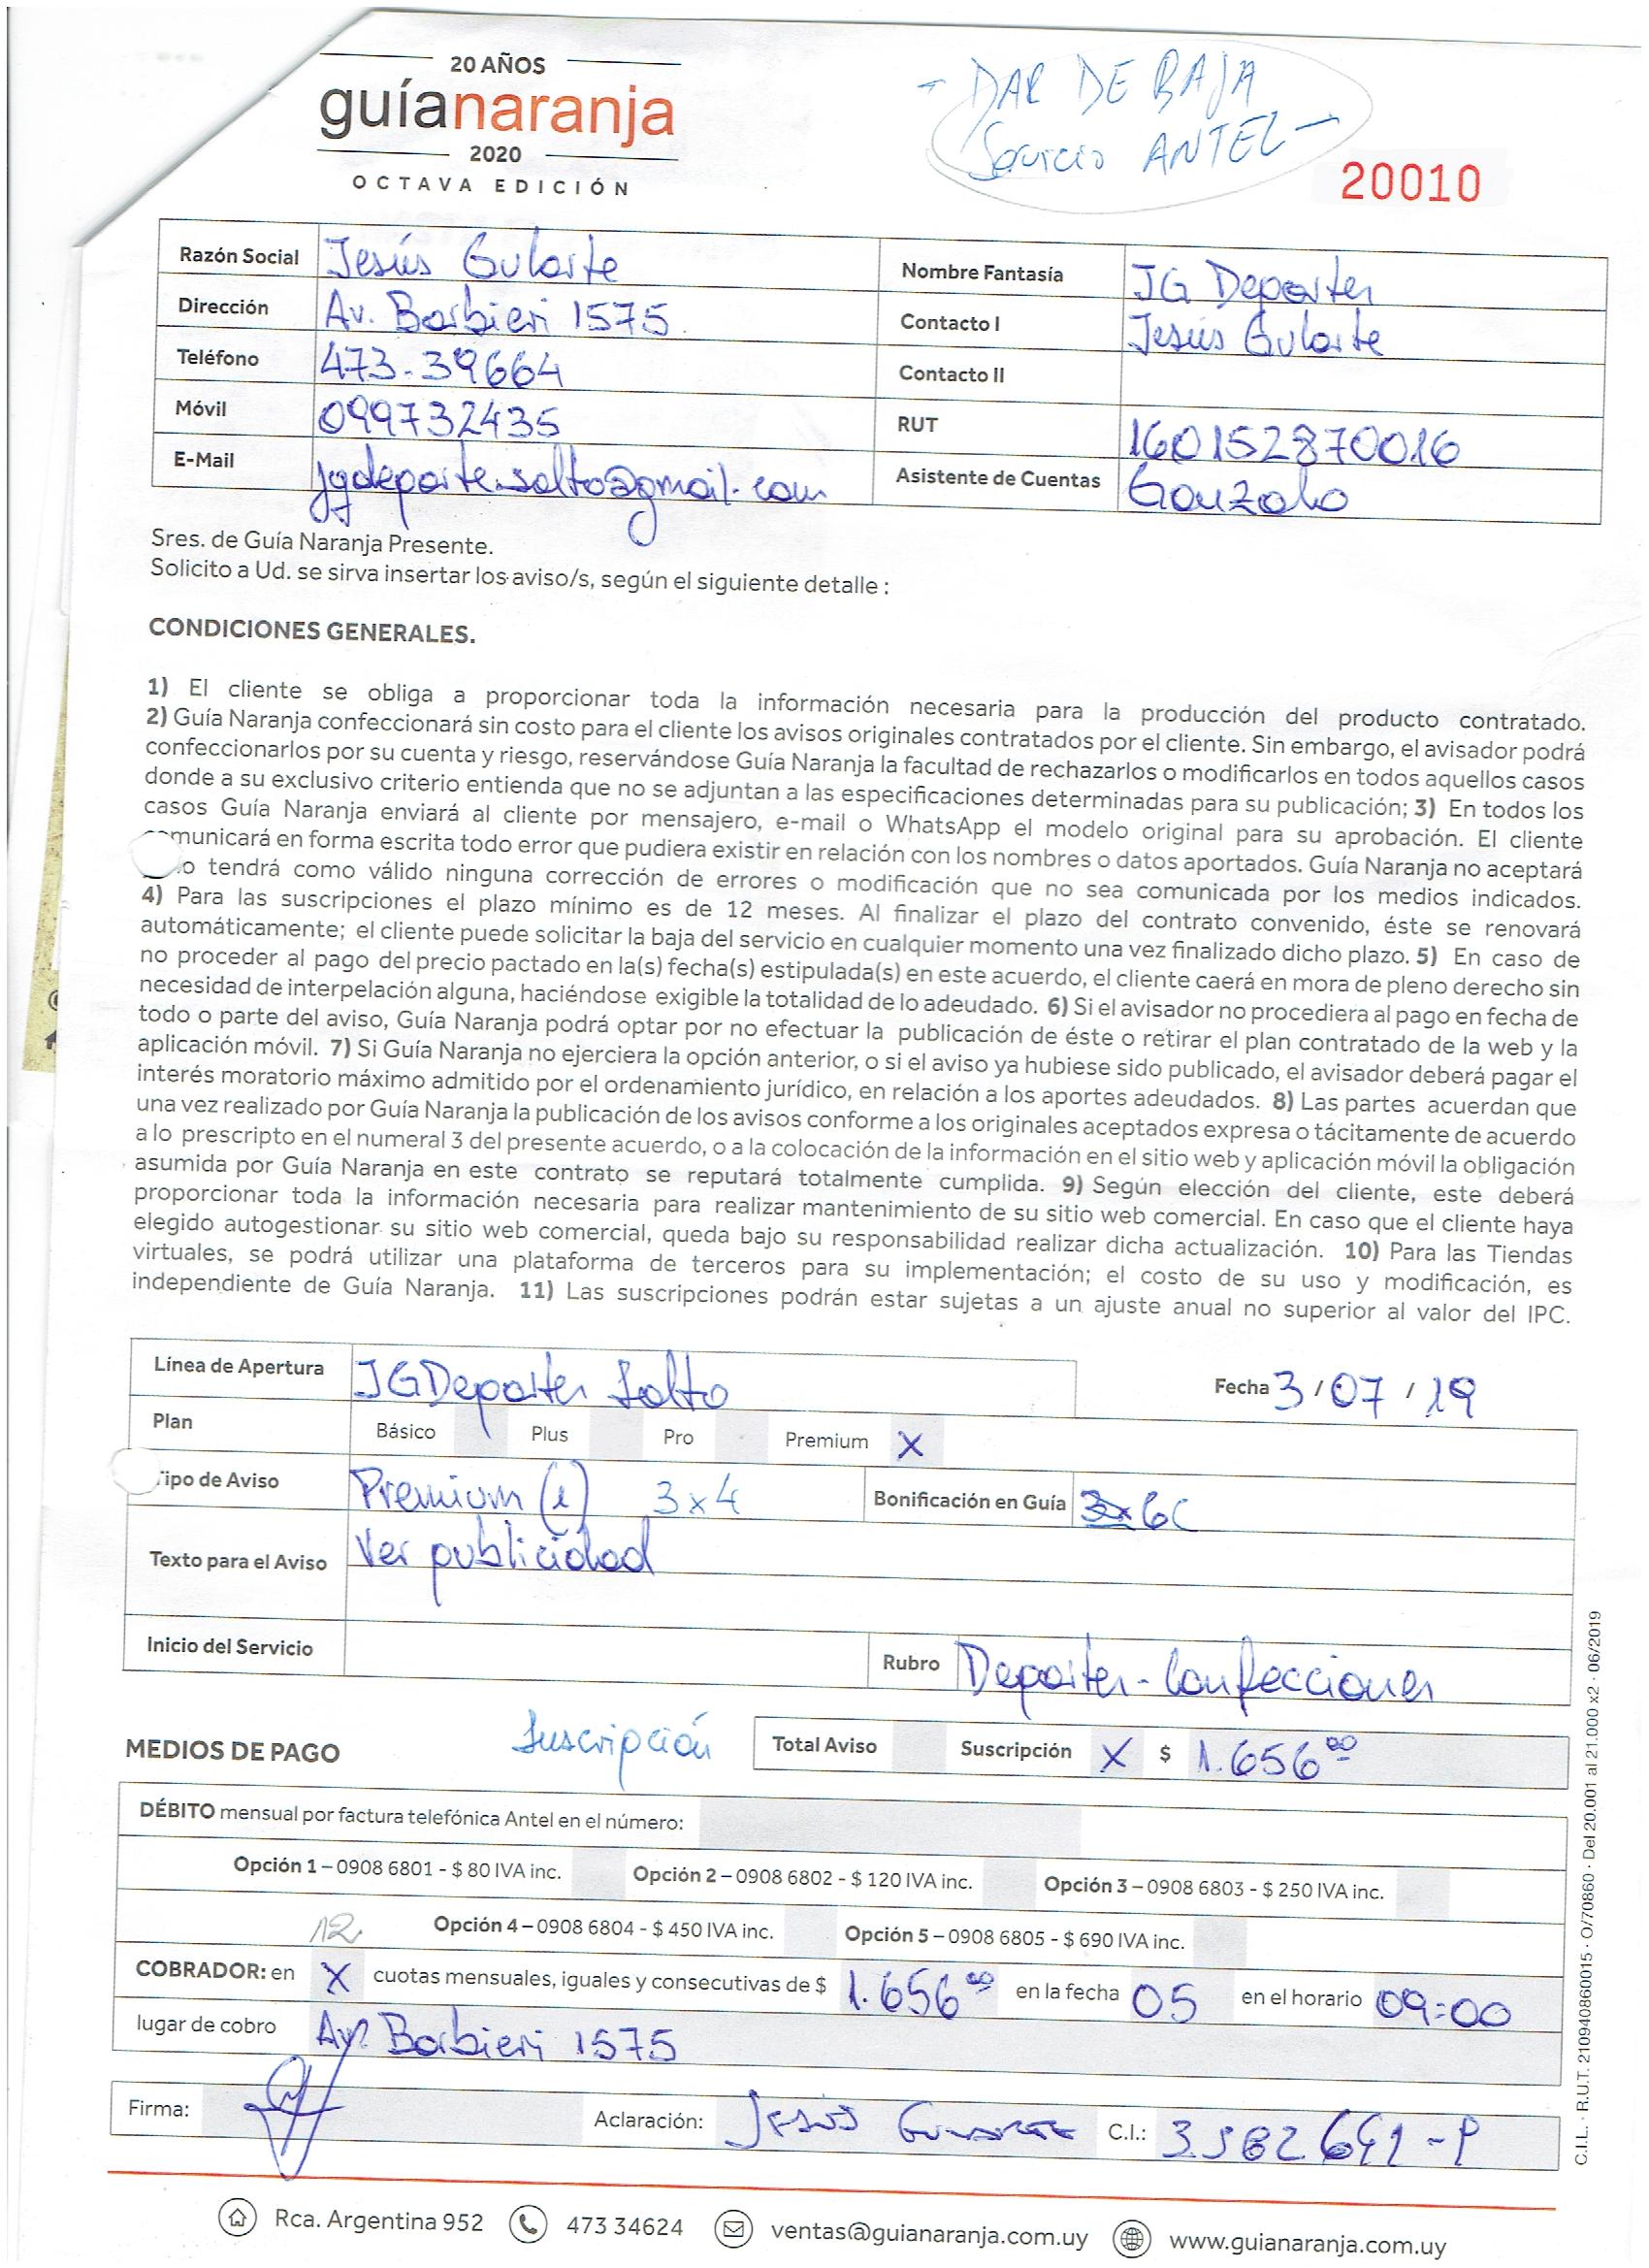 20 AÑOS
guíanaranja
2020
OCTAVA EDICIÓN
- DAR DE BAJA
Servicio ANTEL -
20010
Razón Social Jesús Gularte
Nombre Fantasía JG Deportes
Dirección Av. Barbieri 1575
Contacto I Jesús Gularte
Teléfono 473-39664
Contacto II
Móvil 099732435
RUT 160152870016
E-Mail jgdeporte.salto@gmail.com
Asistente de Cuentas Gonzalo
Sres. de Guía Naranja Presente.
Solicito a Ud. se sirva insertar los aviso/s, según el siguiente detalle :
CONDICIONES GENERALES.
1) El cliente se obliga a proporcionar toda la información necesaria para la producción del producto contratado.
2) Guía Naranja confeccionará sin costo para el cliente los avisos originales contratados por el cliente. Sin embargo, el avisador podrá
confeccionarlos por su cuenta y riesgo, reservándose Guía Naranja la facultad de rechazarlos o modificarlos en todos aquellos casos
donde a su exclusivo criterio entienda que no se adjuntan a las especificaciones determinadas para su publicación; 3) En todos los
casos Guía Naranja enviará al cliente por mensajero, e-mail o WhatsApp el modelo original para su aprobación. El cliente
municará en forma escrita todo error que pudiera existir en relación con los nombres o datos aportados. Guía Naranja no aceptará
o tendrá como válido ninguna corrección de errores o modificación que no sea comunicada por los medios indicados.
4) Para las suscripciones el plazo mínimo es de 12 meses. Al finalizar el plazo del contrato convenido, éste se renovará
automáticamente; el cliente puede solicitar la baja del servicio en cualquier momento una vez finalizado dicho plazo. 5) En caso de
no proceder al pago del precio pactado en la(s) fecha(s) estipulada(s) en este acuerdo, el cliente caerá en mora de pleno derecho sin
necesidad de interpelación alguna, haciéndose exigible la totalidad de lo adeudado. 6) Si el avisador no procediera al pago en fecha de
todo o parte del aviso, Guía Naranja podrá optar por no efectuar la publicación de éste o retirar el plan contratado de la web y la
aplicación móvil. 7) Si Guía Naranja no ejerciera la opción anterior, o si el aviso ya hubiese sido publicado, el avisador deberá pagar el
interés moratorio máximo admitido por el ordenamiento jurídico, en relación a los aportes adeudados. 8) Las partes acuerdan que
una vez realizado por Guía Naranja la publicación de los avisos conforme a los originales aceptados expresa o tácitamente de acuerdo
a lo prescripto en el numeral 3 del presente acuerdo, o a la colocación de la información en el sitio web y aplicación móvil la obligación
asumida por Guía Naranja en este contrato se reputará totalmente cumplida. 9) Según elección del cliente, este deberá
proporcionar toda la información necesaria para realizar mantenimiento de su sitio web comercial. En caso que el cliente haya
elegido autogestionar su sitio web comercial, queda bajo su responsabilidad realizar dicha actualización. 10) Para las Tiendas
virtuales, se podrá utilizar una plataforma de terceros para su implementación; el costo de su uso y modificación, es
independiente de Guía Naranja. 11) Las suscripciones podrán estar sujetas a un ajuste anual no superior al valor del IPC.
Línea de Apertura JGDeportes Salto
Fecha 3 / 07 / 19
Plan Básico Plus Pro Premium X
Tipo de Aviso Premium (1) 3x4
Bonificación en Guía 6C
Texto para el Aviso Ver publicidad
Inicio del Servicio
Rubro Deportes - Confecciones
MEDIOS DE PAGO
Suscripción
Total Aviso Suscripción X $ 1.656 00
DÉBITO mensual por factura telefónica Antel en el número:
Opción 1 – 0908 6801 - $ 80 IVA inc. Opción 2 – 0908 6802 - $ 120 IVA inc. Opción 3 – 0908 6803 - $ 250 IVA inc.
Opción 4 – 0908 6804 - $ 450 IVA inc. Opción 5 – 0908 6805 - $ 690 IVA inc.
12
COBRADOR: en X cuotas mensuales, iguales y consecutivas de $ 1.656 00 en la fecha 05 en el horario 09:00
lugar de cobro Av. Barbieri 1575
Firma:
Aclaración: JESUS GULARTE
C.I.:
Rca. Argentina 952 473 34624 ventas@guianaranja.com.uy www.guianaranja.com.uy
C.I.L. · R.U.T. 210940860015 · O/70860 · Del 20.001 al 21.000 x2 · 06/2019